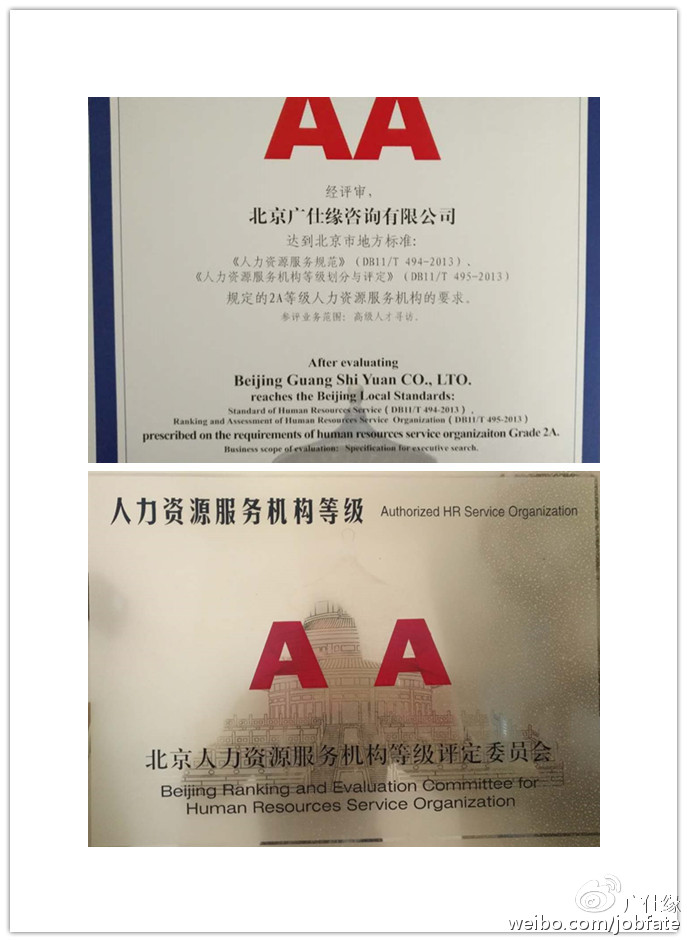 AA
经评审，
北京广仕缘咨询有限公司
达到北京市地方标准：
《人力资源服务规范》（DB11/T 494-2013）、
《人力资源服务机构等级划分与评定》（DB11/T 495-2013）
规定的2A等级人力资源服务机构的要求。
参评业务范围：高级人才寻访。
After evaluating
Beijing Guang Shi Yuan CO., LTO.
reaches the Beijing Local Standards:
Standard of Human Resources Service（DB11/T 494-2013）、
Ranking and Assessment of Human Resources Service Organization（DB11/T 495-2013）
prescribed on the requirements of human resources service organizaiton Grade 2A.
Business scope of evaluation: Specification for executive search.
人力资源服务机构等级 Authorized HR Service Organization
A A
北京人力资源服务机构等级评定委员会
Beijing Ranking and Evaluation Committee for
Human Resources Service Organization
广仕缘
weibo.com/jobfate